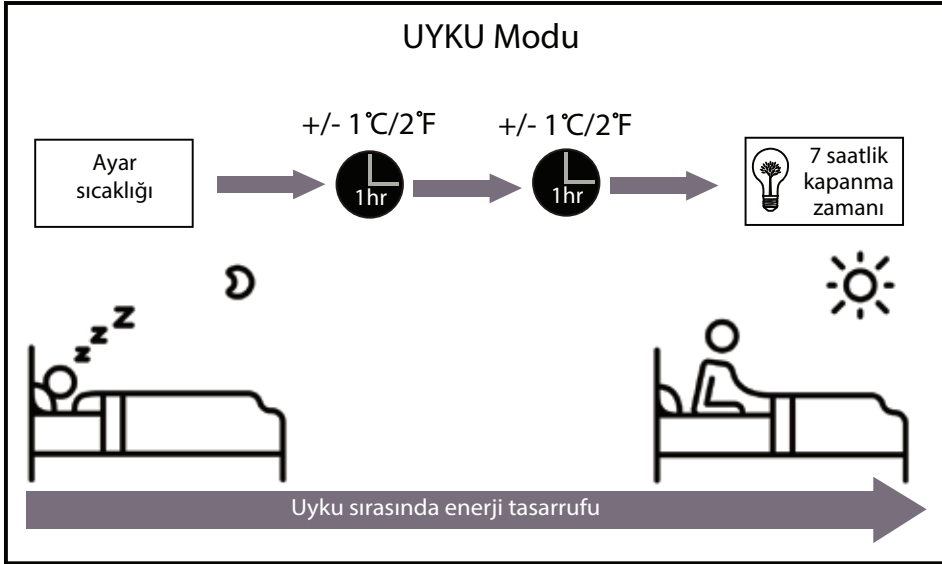 UYKU Modu
+/- 1°C/2°F
+/- 1°C/2°F
Ayar
sıcaklığı
1hr
1hr
7 saatlik
kapanma
zamanı
z z Z
Uyku sırasında enerji tasarrufu